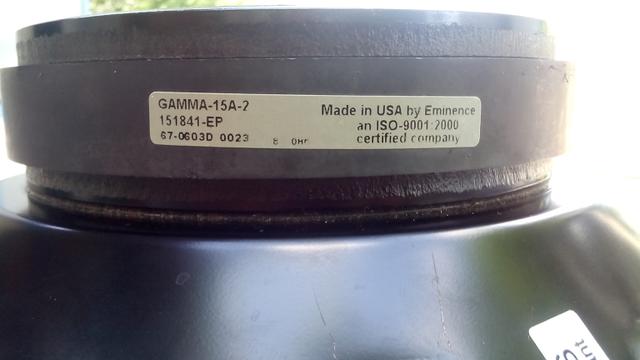 GAMMA-15A-2
151841-EP
67-0603D 0023 8 OHM
Made in USA by Eminence
an ISO-9001:2000
certified company